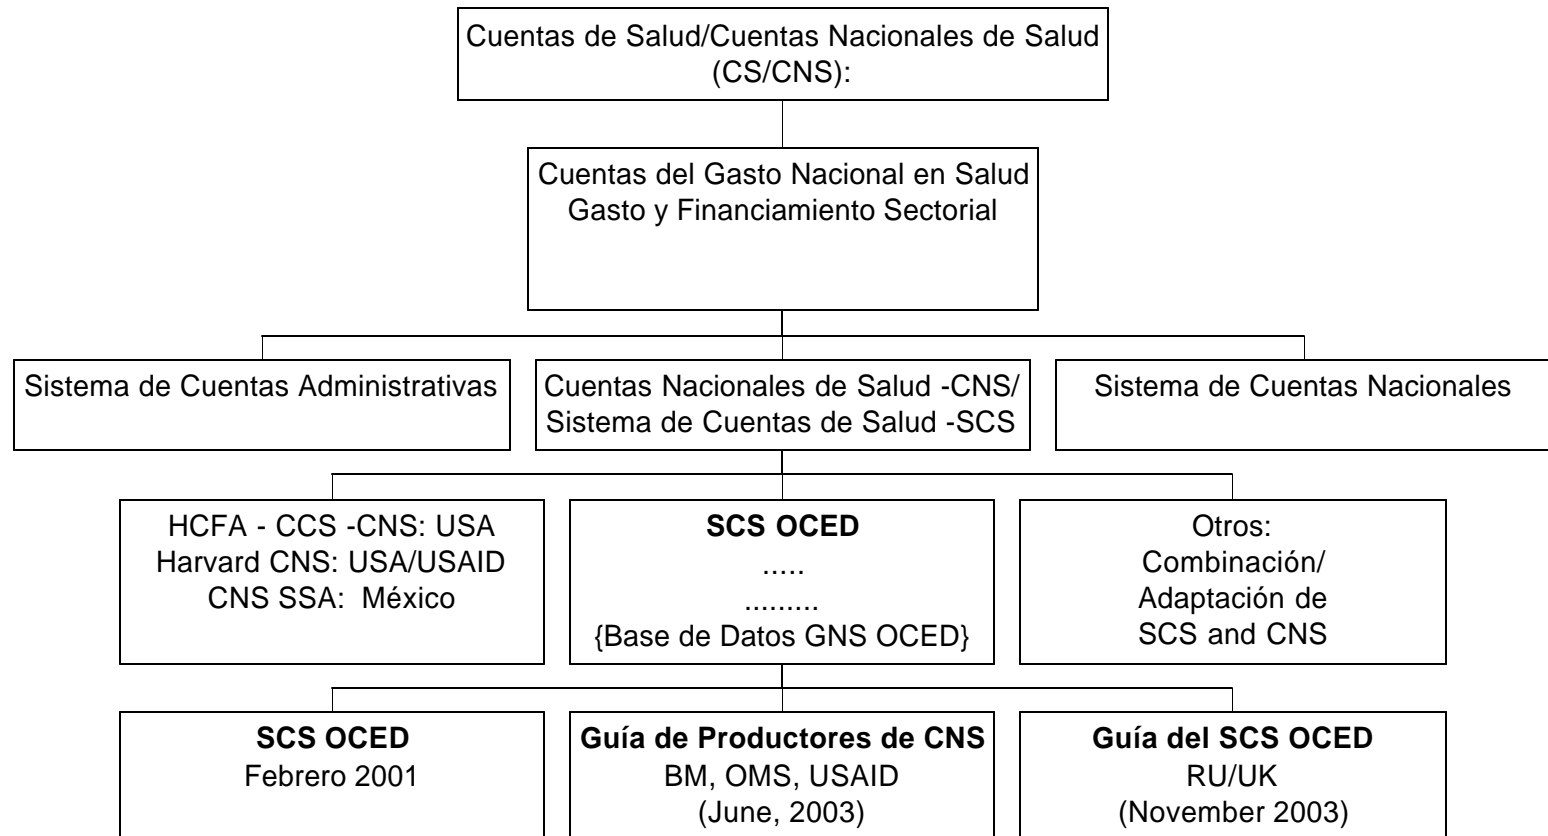 Cuentas de Salud/Cuentas Nacionales de Salud
(CS/CNS):
Cuentas del Gasto Nacional en Salud
Gasto y Financiamiento Sectorial
Sistema de Cuentas Administrativas
Cuentas Nacionales de Salud -CNS/
Sistema de Cuentas de Salud -SCS
Sistema de Cuentas Nacionales
HCFA - CCS -CNS: USA
Harvard CNS: USA/USAID
CNS SSA: México
SCS OCED
.....
.........
{Base de Datos GNS OCED}
Otros:
Combinación/
Adaptación de
SCS and CNS
SCS OCED
Febrero 2001
Guía de Productores de CNS
BM, OMS, USAID
(June, 2003)
Guía del SCS OCED
RU/UK
(November 2003)